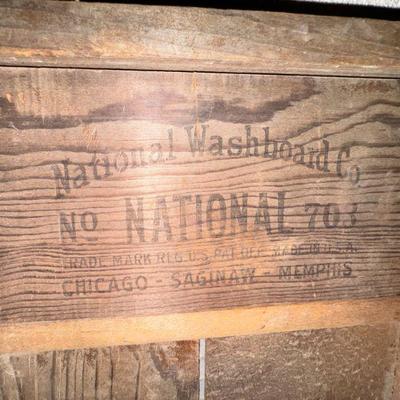 National Washboard Co.
No NATIONAL 703
TRADE MARK REG. U.S. PAT. OFF. MADE IN U.S.A.
CHICAGO - SAGINAW - MEMPHIS